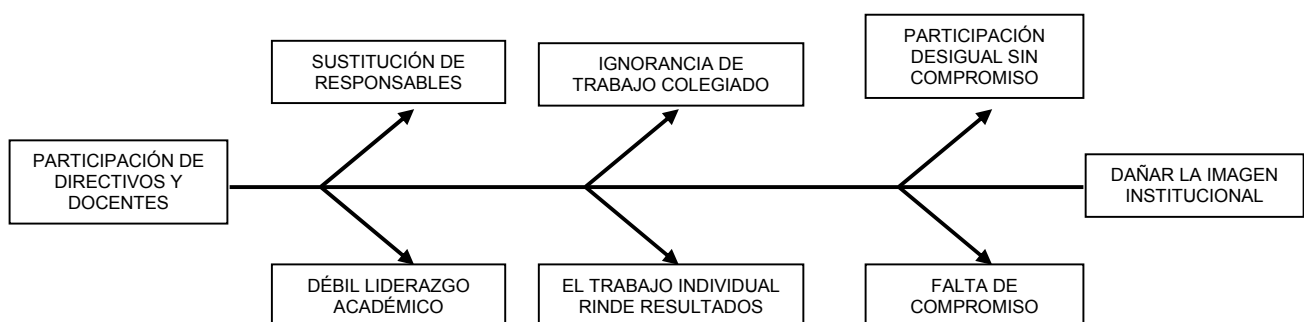 SUSTITUCIÓN DE
RESPONSABLES
IGNORANCIA DE
TRABAJO COLEGIADO
PARTICIPACIÓN
DESIGUAL SIN
COMPROMISO
PARTICIPACIÓN DE
DIRECTIVOS Y
DOCENTES
DAÑAR LA IMAGEN
INSTITUCIONAL
DÉBIL LIDERAZGO
ACADÉMICO
EL TRABAJO INDIVIDUAL
RINDE RESULTADOS
FALTA DE
COMPROMISO